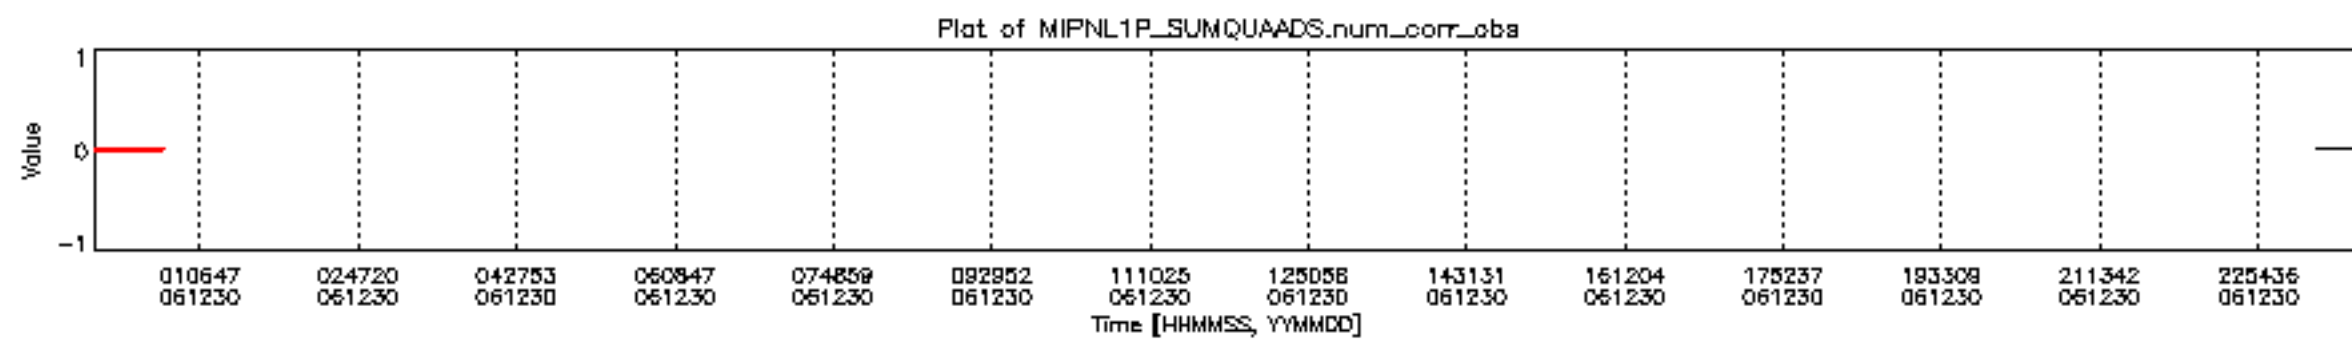 Plot of MIPNL1P_SUMQUAADS.num_corr_obs
1
Value
0
-1
010647 024720 042753 060847 074859 092952 111025 125058 143131 161204 175237 193309 211342 225436
061230 061230 061230 061230 061230 061230 061230 061230 061230 061230 061230 061230 061230 061230
Time [HHMMSS, YYMMDD]